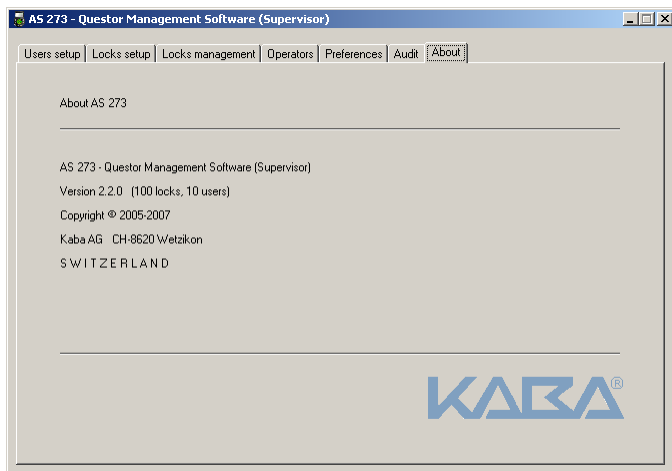 AS 273 - Questor Management Software (Supervisor)
Users setup Locks setup Locks management Operators Preferences Audit About
About AS 273
AS 273 - Questor Management Software (Supervisor)
Version 2.2.0 (100 locks, 10 users)
Copyright © 2005-2007
Kaba AG CH-8620 Wetzikon
S W I T Z E R L A N D
KABA®